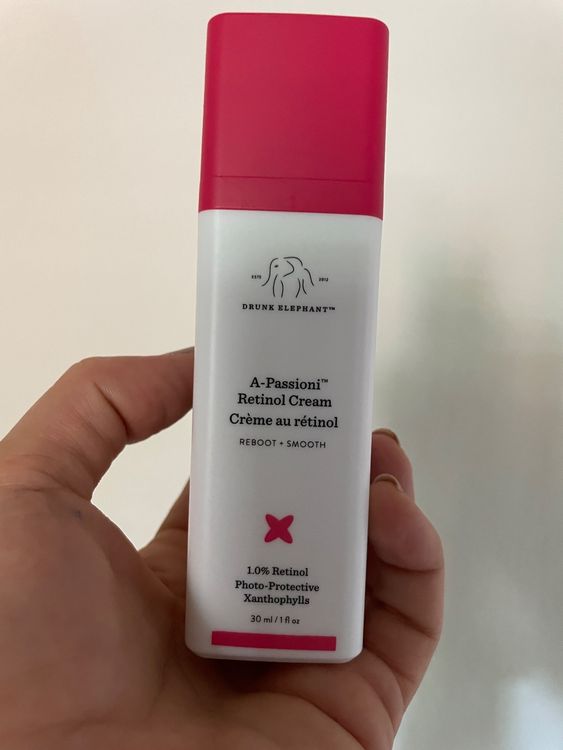 ESTD 2012
DRUNK ELEPHANT™
A-Passioni™
Retinol Cream
Crème au rétinol
REBOOT + SMOOTH
1.0% Retinol
Photo-Protective
Xanthophylls
30 ml / 1 fl oz